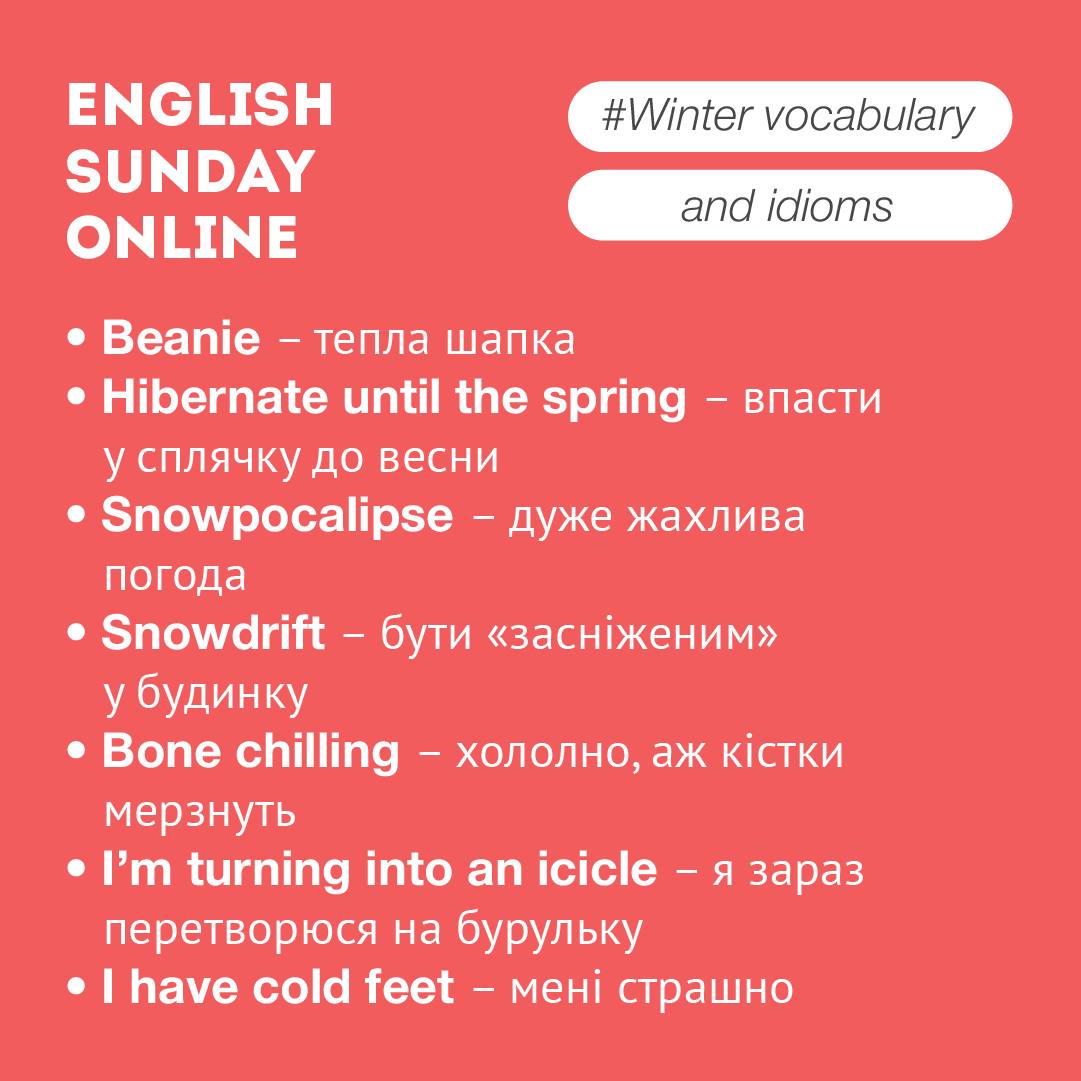 ENGLISH
SUNDAY
ONLINE
#Winter vocabulary
and idioms
• Beanie – тепла шапка
• Hibernate until the spring – впасти
у сплячку до весни
• Snowpocalipse – дуже жахлива
погода
• Snowdrift – бути «засніженим»
у будинку
• Bone chilling – хололно, аж кістки
мерзнуть
• I’m turning into an icicle – я зараз
перетворюся на бурульку
• I have cold feet – мені страшно